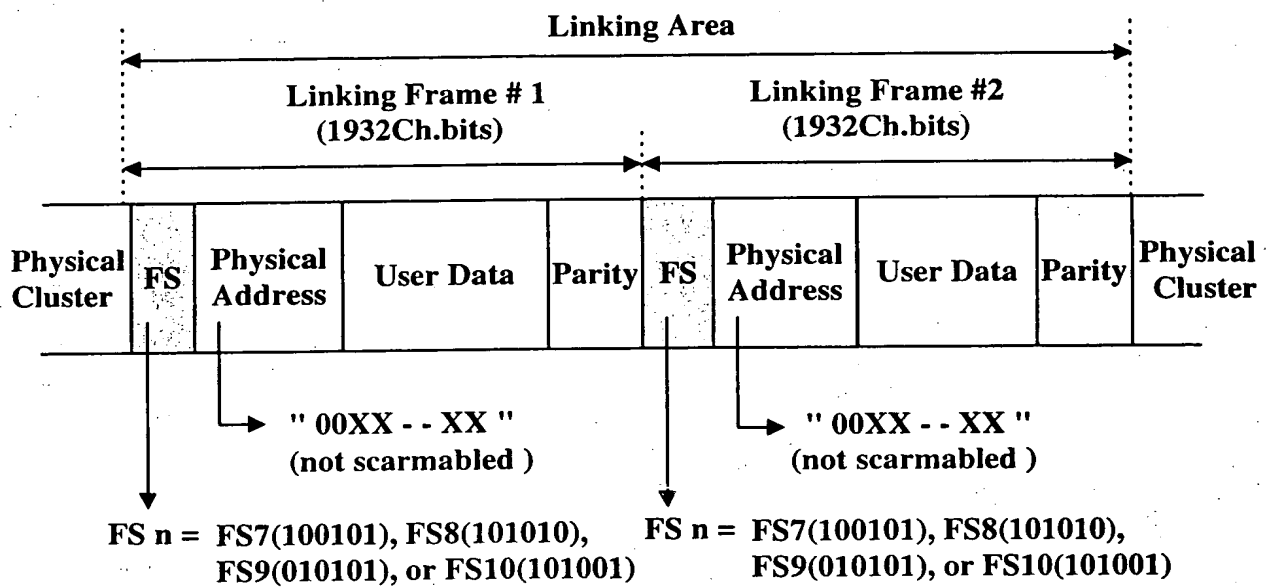 Linking Area
Linking Frame # 1
(1932Ch.bits)
Linking Frame #2
(1932Ch.bits)
Physical
Cluster
FS
Physical
Address
User Data
Parity
FS
Physical
Address
User Data
Parity
Physical
Cluster
" 00XX - - XX "
(not scarmabled )
" 00XX - - XX "
(not scarmabled )
FS n = FS7(100101), FS8(101010),
FS9(010101), or FS10(101001)
FS n = FS7(100101), FS8(101010),
FS9(010101), or FS10(101001)